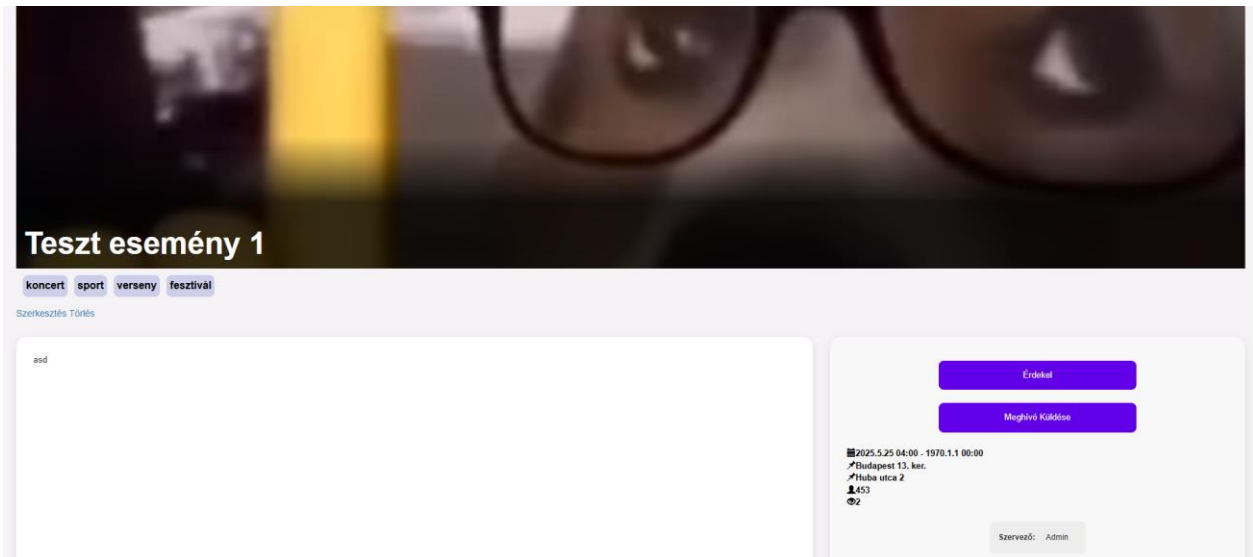 Teszt esemény 1
koncert sport verseny fesztivál
Szerkesztés Törlés
asd
Érdekel
Meghívó Küldése
2025.5.25 04:00 - 1970.1.1 00:00
Budapest 13. ker.
Huba utca 2
453
2
Szervező: Admin